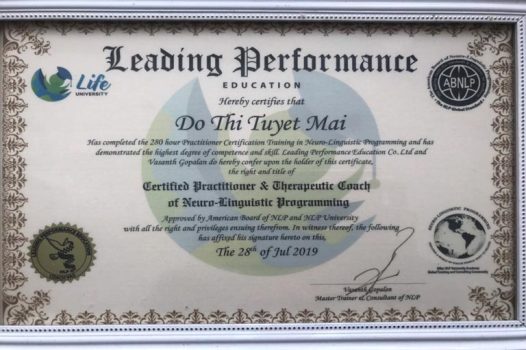 Leading Performance
EDUCATION
Life
UNIVERSITY
ABNLP
Hereby certifies that
Do Thi Tuyet Mai
Has completed the 280 hour Practitioner Certification Training in Neuro-Linguistic Programming and has
demonstrated the highest degree of competence and skill. Leading Performance Education Co. Ltd and
Vasanth Gopalan do hereby confer upon the holder of this certificate,
the right and title of
Certified Practitioner & Therapeutic Coach
of Neuro-Linguistic Programming
Approved by American Board of NLP and NLP University
with all the right and privileges ensuing therefrom. In witness thereof, the following
has affixed his signature hereto on this,
The 28th of Jul 2019
Vasanth Gopalan
Master Trainer & Consultant of NLP